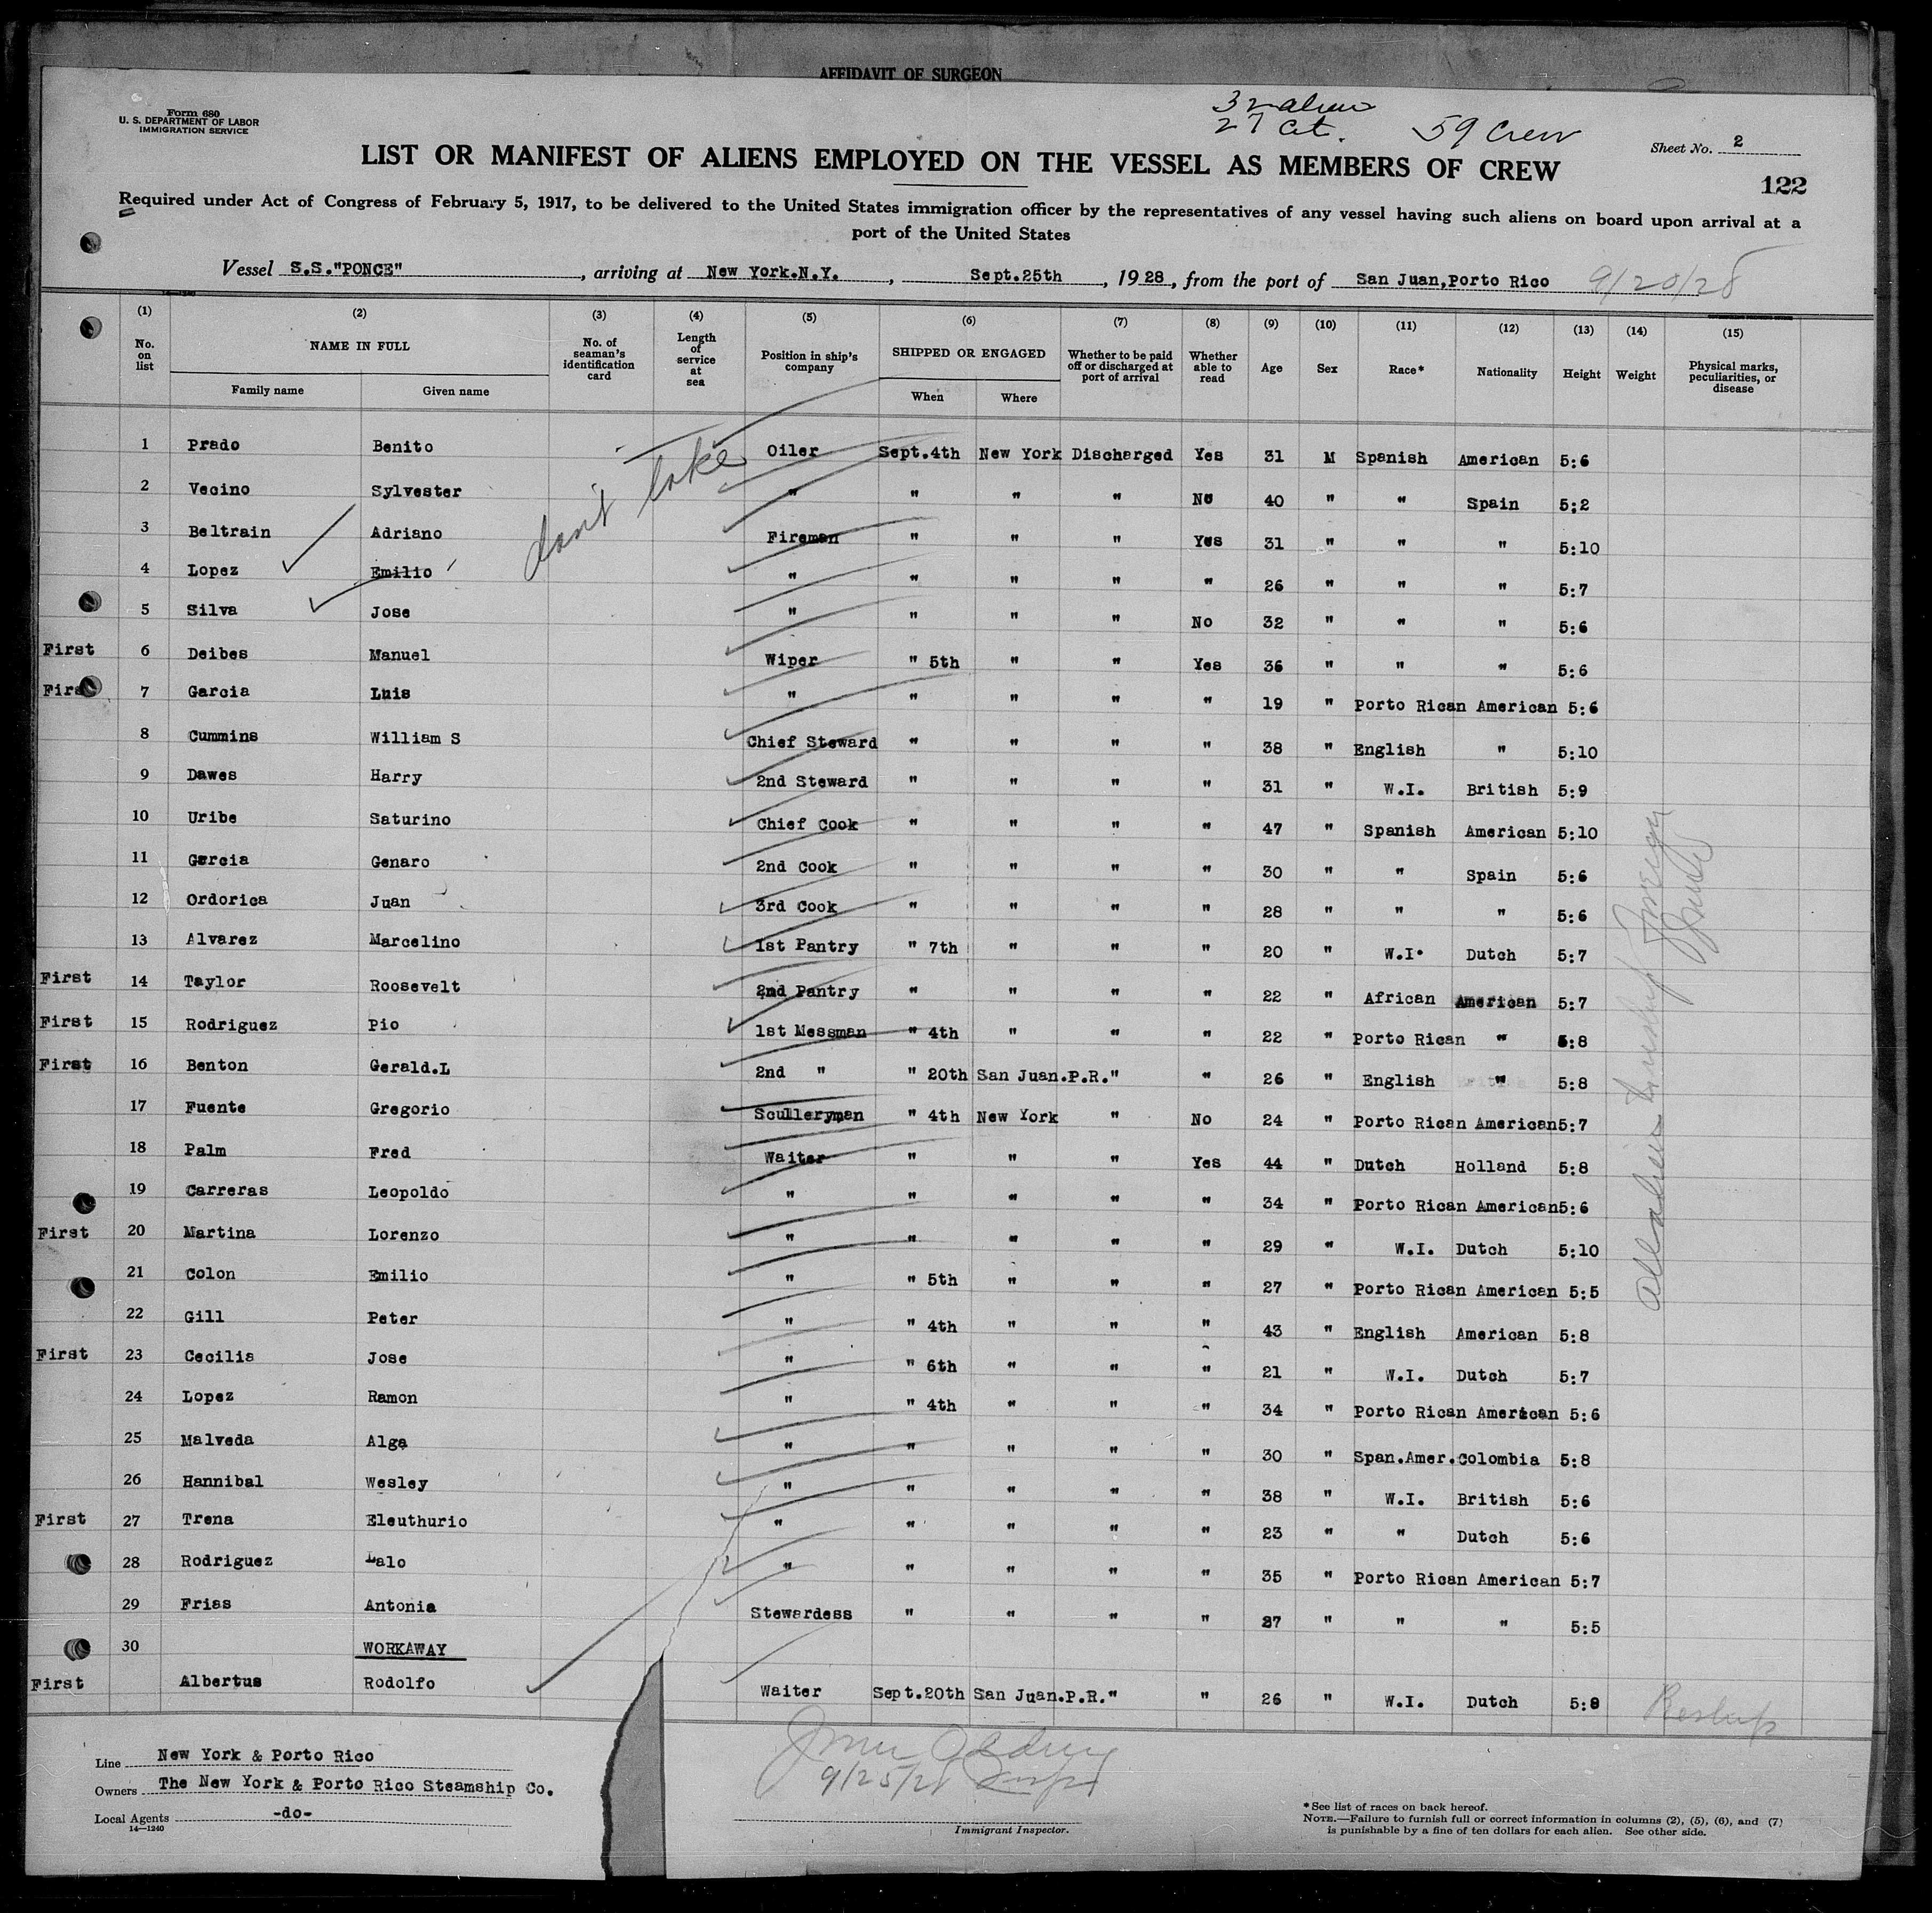 AFFIDAVIT OF SURGEON
Form 680
U. S. DEPARTMENT OF LABOR
IMMIGRATION SERVICE
32 alien
27 Cit.
59 Crew
Sheet No. 2
LIST OR MANIFEST OF ALIENS EMPLOYED ON THE VESSEL AS MEMBERS OF CREW
122
Required under Act of Congress of February 5, 1917, to be delivered to the United States immigration officer by the representatives of any vessel having such aliens on board upon arrival at a
port of the United States
Vessel S.S."PONCE", arriving at New York.N.Y., Sept.25th, 1928, from the port of San Juan,Porto Rico 9/20/28
(1) (2) (3) (4) (5) (6) (7) (8) (9) (10) (11) (12) (13) (14) (15)
No. on list NAME IN FULL No. of seaman's identification card Length of service at sea Position in ship's company SHIPPED OR ENGAGED Whether to be paid off or discharged at port of arrival Whether able to read Age Sex Race* Nationality Height Weight Physical marks, peculiarities, or disease
Family name Given name When Where
don't take
1 Prado Benito Oiler Sept.4th New York Discharged Yes 31 M Spanish American 5:6
2 Vecino Sylvester " " " " No 40 " " Spain 5:2
3 Beltrain Adriano Fireman " " " Yes 31 " " " 5:10
4 Lopez Emilio " " " " " 26 " " " 5:7
5 Silva Jose " " " " No 32 " " " 5:6
First 6 Deibes Manuel Wiper " 5th " " Yes 36 " " " 5:6
First 7 Garcia Luis " " " " " 19 " Porto Rican American 5:6
8 Cummins William S Chief Steward " " " " 38 " English " 5:10
9 Dawes Harry 2nd Steward " " " " 31 " W.I. British 5:9
10 Uribe Saturino Chief Cook " " " " 47 " Spanish American 5:10
11 Garcia Genaro 2nd Cook " " " " 30 " " Spain 5:6
12 Ordorica Juan 3rd Cook " " " " 28 " " " 5:6
13 Alvarez Marcelino 1st Pantry " 7th " " " 20 " W.I. Dutch 5:7
First 14 Taylor Roosevelt 2nd Pantry " " " " 22 " African American 5:7
First 15 Rodriguez Pio 1st Messman " 4th " " " 22 " Porto Rican " 5:8
First 16 Benton Gerald.L 2nd " " 20th San Juan.P.R." " 26 " English " 5:8
17 Fuente Gregorio Sculleryman " 4th New York " No 24 " Porto Rican American5:7
18 Palm Fred Waiter " " " Yes 44 " Dutch Holland 5:8
19 Carreras Leopoldo " " " " " 34 " Porto Rican American5:6
First 20 Martina Lorenzo " " " " " 29 " W.I. Dutch 5:10
21 Colon Emilio " " 5th " " " 27 " Porto Rican American 5:5
22 Gill Peter " " 4th " " " 43 " English American 5:8
First 23 Cecilia Jose " " 6th " " " 21 " W.I. Dutch 5:7
24 Lopez Ramon " " 4th " " " 34 " Porto Rican American 5:6
25 Malveda Alga " " " " " 30 " Span.Amer.Colombia 5:8
26 Hannibal Wesley " " " " " 38 " W.I. British 5:6
First 27 Trena Eleuthurio " " " " " 23 " " Dutch 5:6
28 Rodriguez Lalo " " " " " 35 " Porto Rican American 5:7
29 Frias Antonia Stewardess " " " " 27 " " " 5:5
30 WORKAWAY
First Albertus Rodolfo Waiter Sept.20th San Juan.P.R." " 26 " W.I. Dutch 5:8
Line New York & Porto Rico
Owners The New York & Porto Rico Steamship Co.
Local Agents -do-
14—1240
9/25/28
Immigrant Inspector.
*See list of races on back hereof.
NOTE.—Failure to furnish full or correct information in columns (2), (5), (6), and (7)
is punishable by a fine of ten dollars for each alien. See other side.